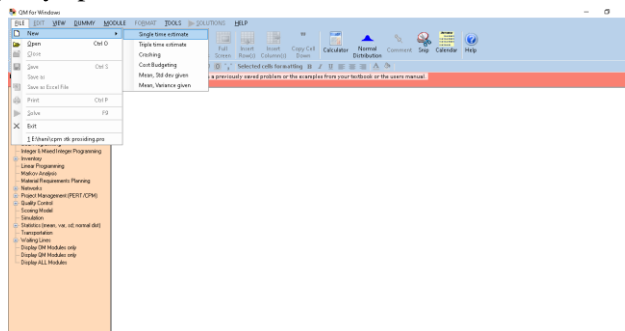 QM for Windows
FILE EDIT VIEW DUMMY MODULE FORMAT TOOLS SOLUTIONS HELP
New
Single time estimate
Triple time estimate
Crashing
Cost Budgeting
Mean, Std dev given
Mean, Variance given
Open Ctrl O
Close
Save Ctrl S
Save as
Save as Excel File
Print Ctrl P
Solve F9
Exit
1 E:\hani\cpm stk prosiding.pro
Full Screen
Insert Row(s)
Insert Column(s)
Copy Cell Down
Calculator
Normal Distribution
Comment
Snip
Calendar
Help
Selected cells formatting B I U
a previously saved problem or the examples from your textbook or the users manual.
Integer & Mixed Integer Programming
Inventory
Linear Programming
Markov Analysis
Material Requirements Planning
Networks
Project Management (PERT/CPM)
Quality Control
Scoring Model
Simulation
Statistics (mean, var, sd; normal dist)
Transportation
Waiting Lines
Display OM Modules only
Display QM Modules only
Display ALL Modules